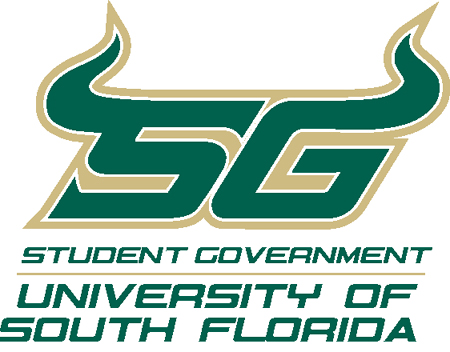 SG
STUDENT GOVERNMENT
UNIVERSITY OF
SOUTH FLORIDA